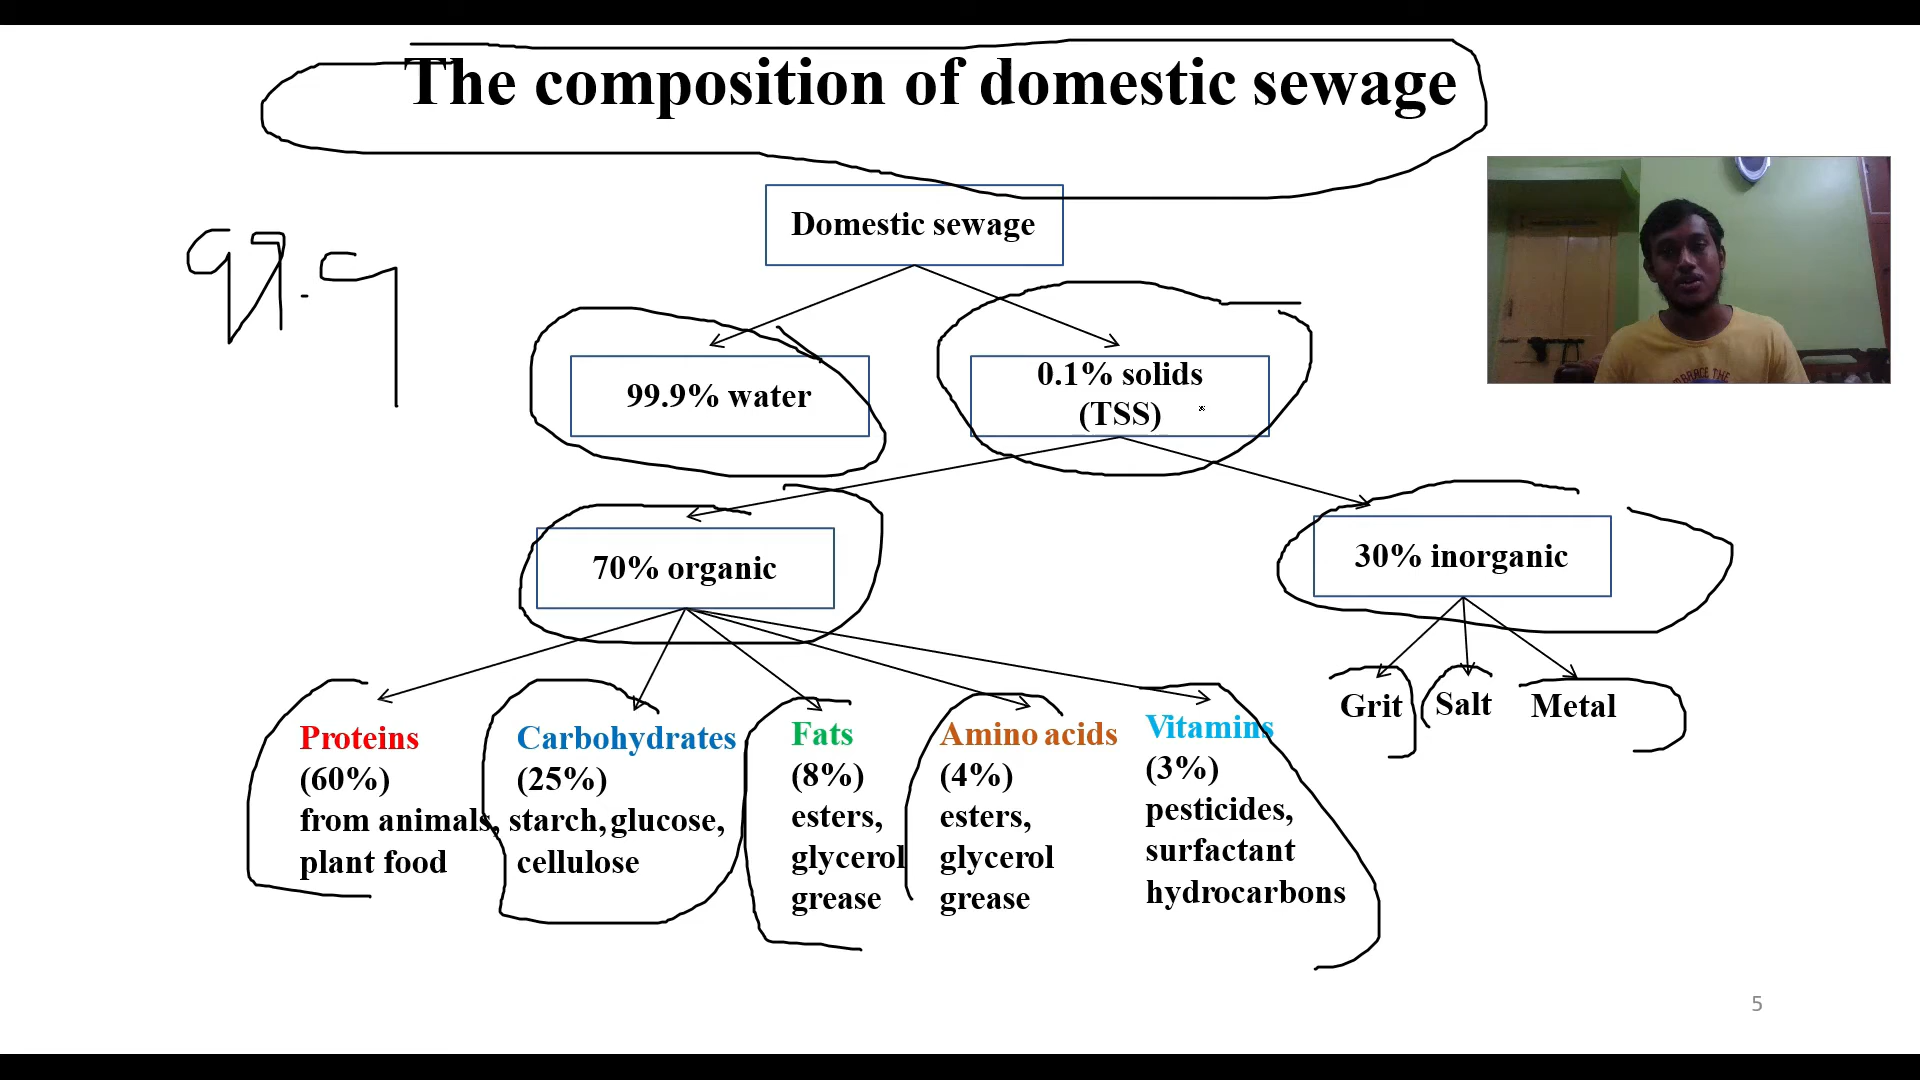 The composition of domestic sewage
Domestic sewage
99.9
99.9% water
0.1% solids
(TSS)
70% organic
30% inorganic
Grit
Salt
Metal
Proteins
(60%)
from animals,
plant food
Carbohydrates
(25%)
starch, glucose,
cellulose
Fats
(8%)
esters,
glycerol
grease
Amino acids
(4%)
esters,
glycerol
grease
Vitamins
(3%)
pesticides,
surfactant
hydrocarbons
5